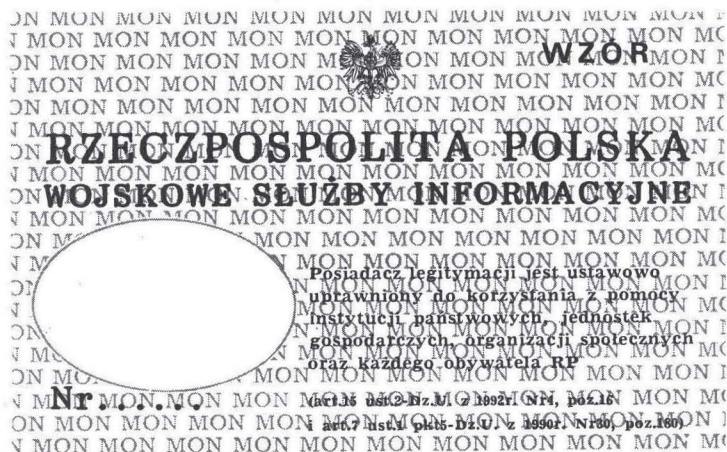 WZÓR
RZECZPOSPOLITA POLSKA
WOJSKOWE SŁUŻBY INFORMACYJNE
Posiadacz legitymacji jest ustawowo
uprawniony do korzystania z pomocy
instytucji państwowych, jednostek
gospodarczych, organizacji społecznych
oraz każdego obywatela RP
Nr......
(art.15 ust.2-Dz.U. z 1992r. Nr4, poz.16
i art.7 ust.1 pkt5-Dz.U. z 1990r. Nr30, poz.180)